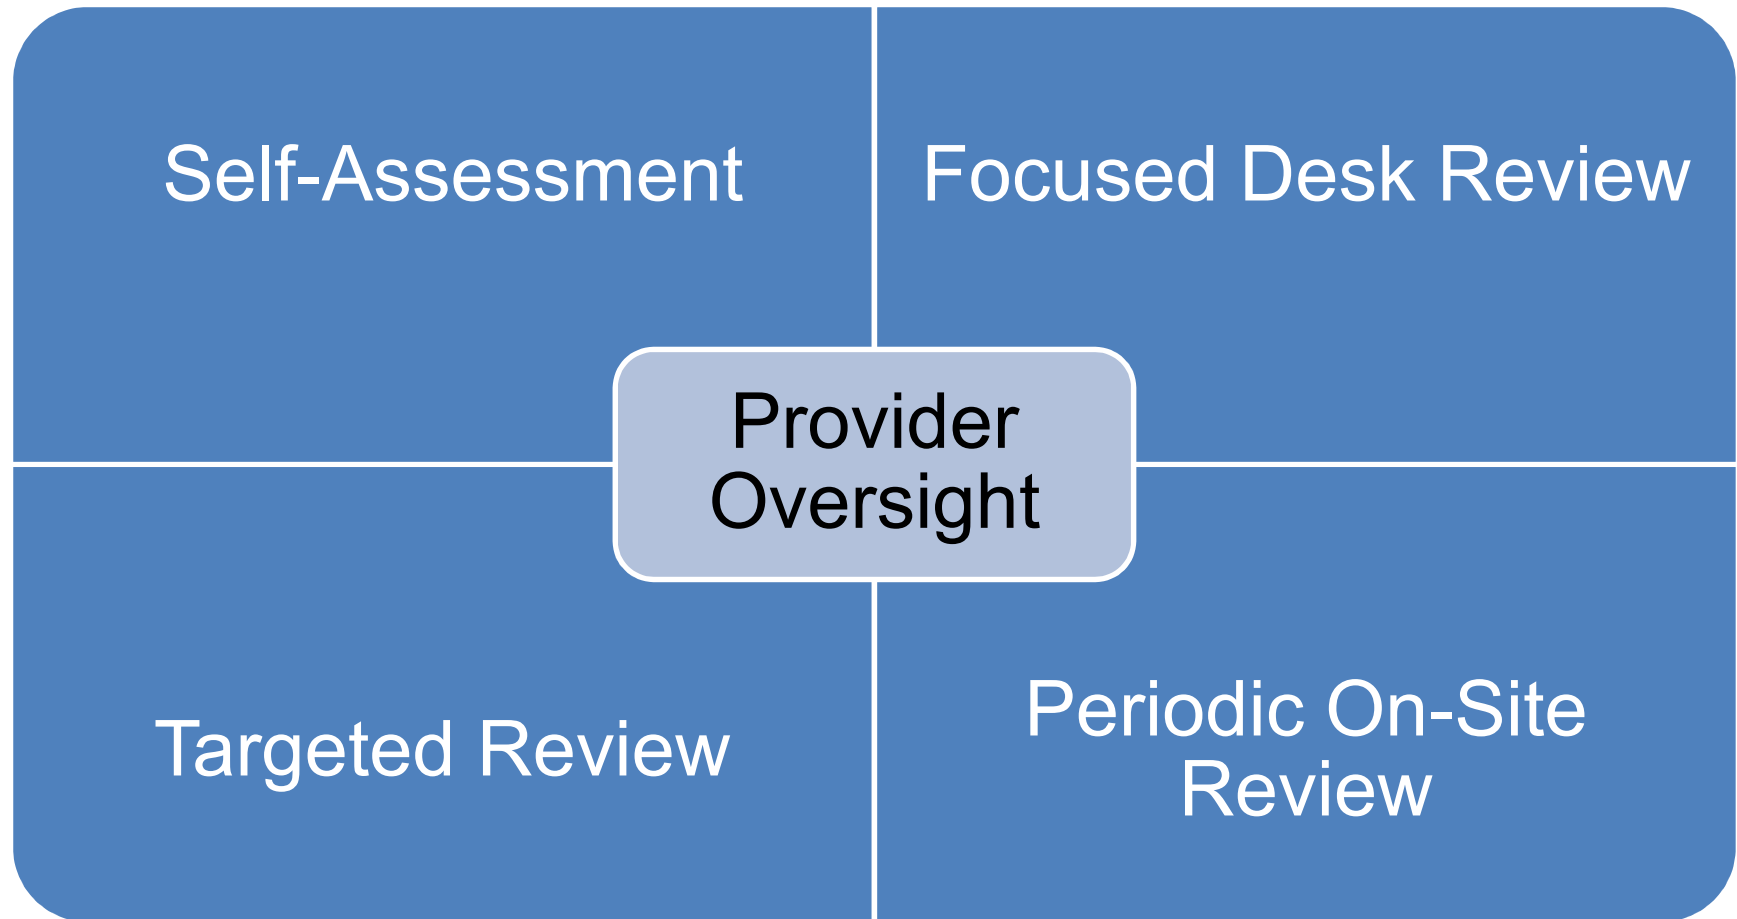 Self-Assessment
Focused Desk Review
Provider
Oversight
Targeted Review
Periodic On-Site
Review